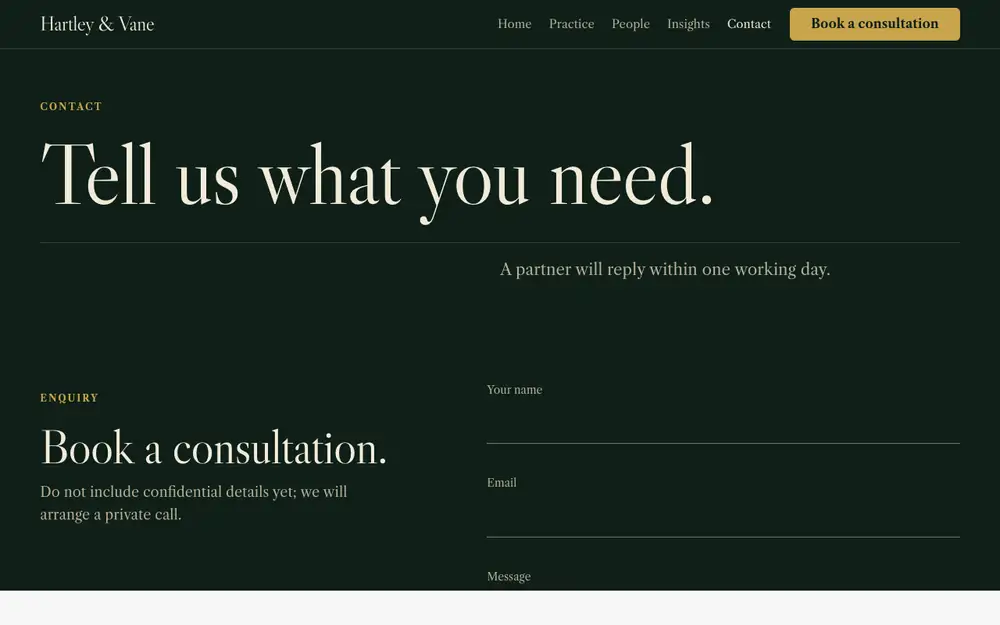 Hartley & Vane
Home Practice People Insights Contact Book a consultation
CONTACT
Tell us what you need.
A partner will reply within one working day.
ENQUIRY
Book a consultation.
Do not include confidential details yet; we will
arrange a private call.
Your name
Email
Message